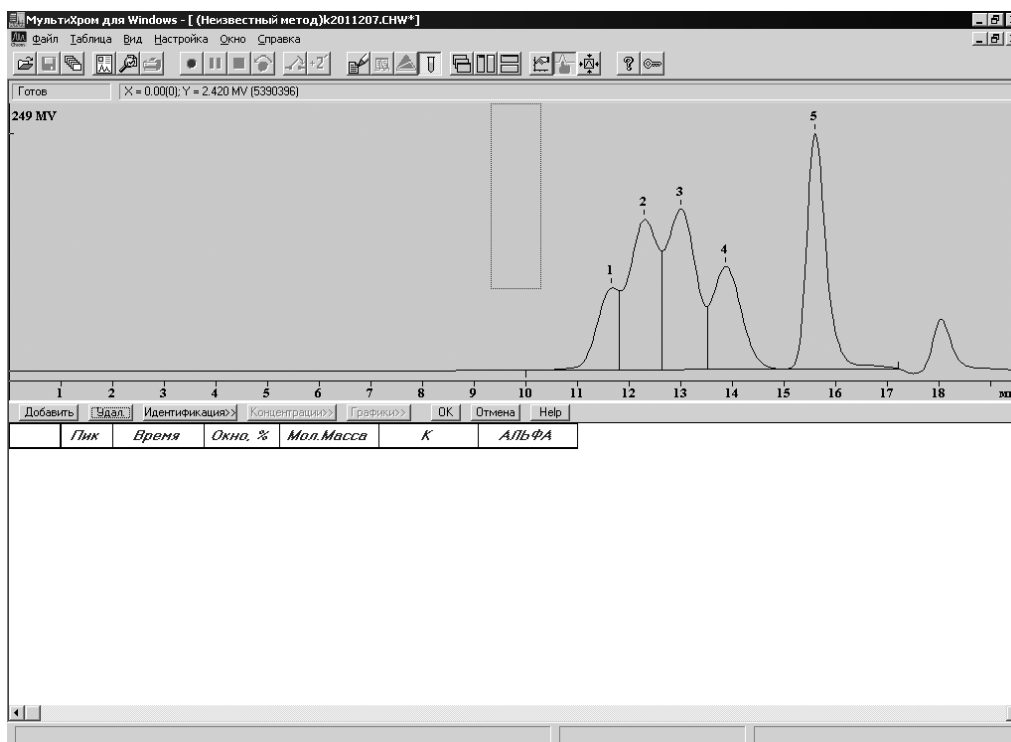 МультиХром для Windows - [ (Неизвестный метод)k2011207.CHW*]
Файл Таблица Вид Настройка Окно Справка
Готов X = 0.00(0); Y = 2.420 MV (5390396)
249 MV
5
2 3
4
1
1 2 3 4 5 6 7 8 9 10 11 12 13 14 15 16 17 18
Добавить Удал. Идентификация>> Концентрации>> Графики>> OK Отмена Help
Пик Время Окно, % Мол.Масса К АЛЬФА